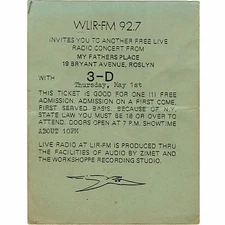 WLIR-FM 92.7
INVITES YOU TO ANOTHER FREE LIVE
RADIO CONCERT FROM
MY FATHERS PLACE
19 BRYANT AVENUE, ROSLYN
WITH 3-D
Thursday, May 1st
THIS TICKET IS GOOD FOR ONE (1) FREE
ADMISSION. ADMISSION ON A FIRST COME,
FIRST SERVED BASIS. BECAUSE OF N.Y.
STATE LAW YOU MUST BE 18 OR OVER TO
ATTEND. DOORS OPEN AT 7 P.M. SHOWTIME
ABOUT 10PM
LIVE RADIO AT LIR-FM IS PRODUCED THRU
THE FACILITIES OF AUDIO BY ZIMET AND
THE WORKSHOPPE RECORDING STUDIO.